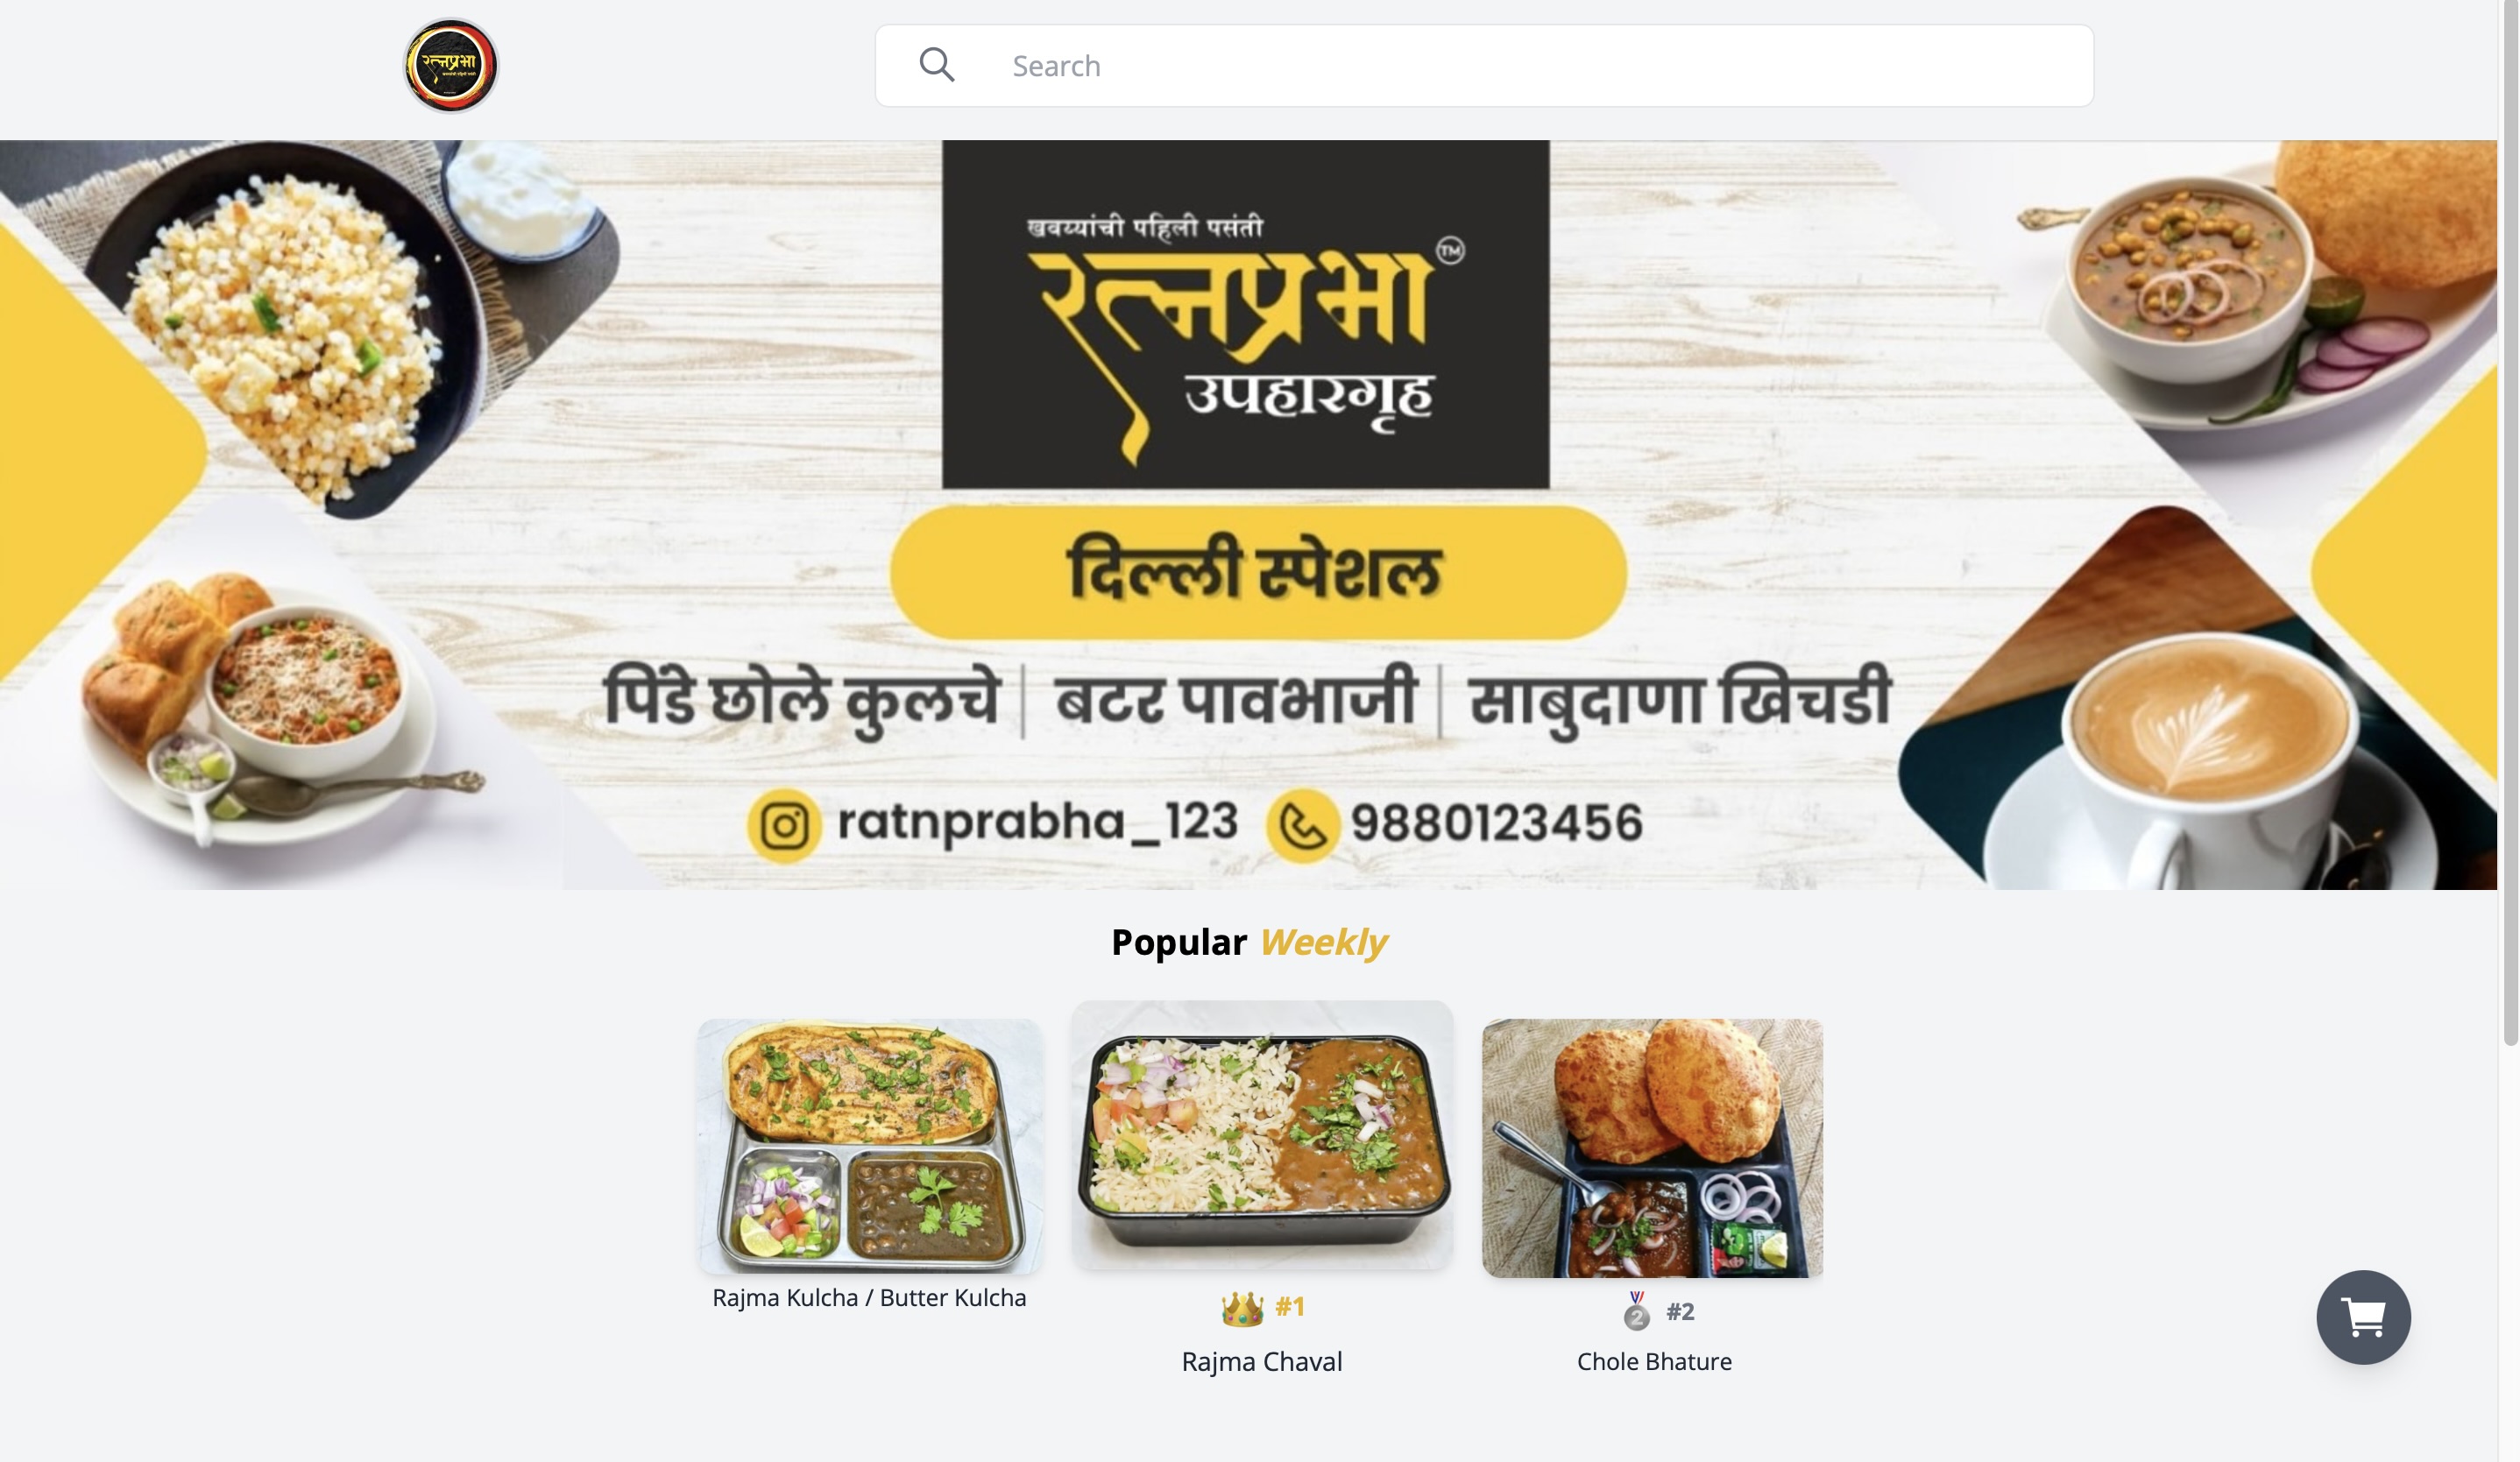 रत्नप्रभा
Search
खवय्यांची पहिली पसंती
रत्नप्रभा TM
उपहारगृह
दिल्ली स्पेशल
पिंडे छोले कुलचे | बटर पावभाजी | साबुदाणा खिचडी
ratnprabha_123 9880123456
Popular Weekly
Rajma Kulcha / Butter Kulcha
#1
Rajma Chaval
2 #2
Chole Bhature